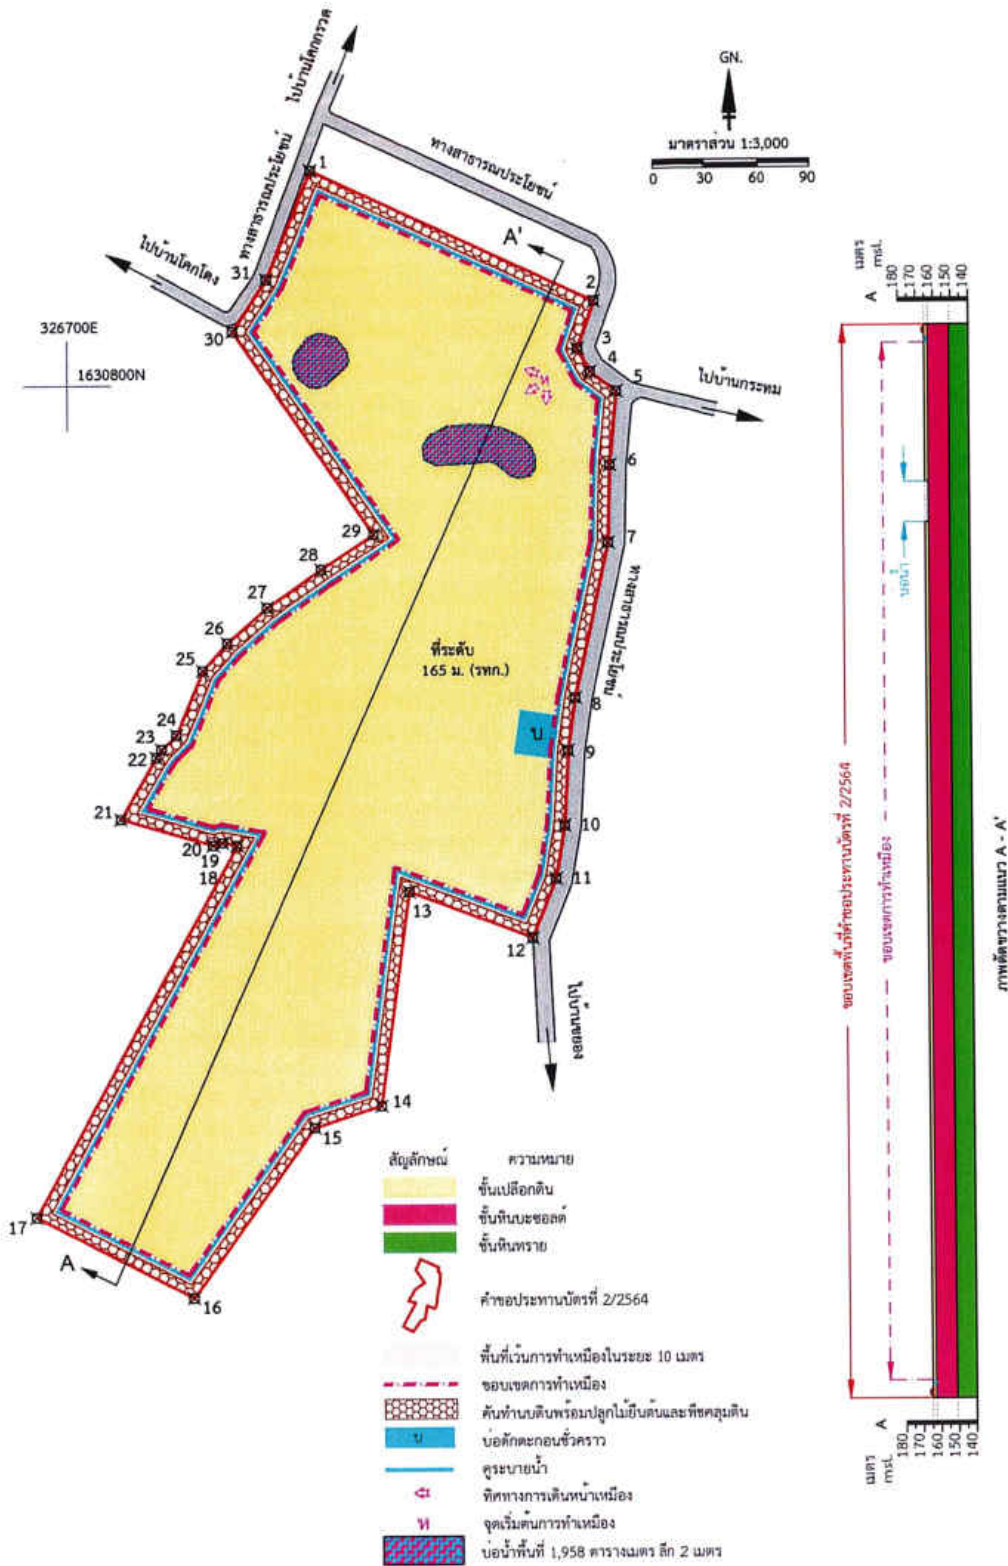 ไปบ้านโคกกรวด
GN.
มาตราส่วน 1:3,000
0 30 60 90
ทางสาธารณประโยชน์
ทางสาธารณประโยชน์
ไปบ้านโคกโดง
326700E
1630800N
ไปบ้านกระทม
ทางสาธารณประโยชน์
1
2
3
4
5
6
7
8
9
10
11
12
13
14
15
16
17
18
19
20
21
22
23
24
25
26
27
28
29
30
31
A'
A
ห
ที่ระดับ
165 ม. (รทก.)
บ
สัญลักษณ์ ความหมาย
ชั้นเปลือกดิน
ชั้นหินบะซอลต์
ชั้นหินทราย
คำขอประทานบัตรที่ 2/2564
พื้นที่เว้นการทำเหมืองในระยะ 10 เมตร
ขอบเขตการทำเหมือง
คันทำนบดินพร้อมปลูกไม้ยืนต้นและพืชคลุมดิน
บ บ่อดักตะกอนชั่วคราว
คูระบายน้ำ
ทิศทางการเดินหน้าเหมือง
ห จุดเริ่มต้นการทำเหมือง
บ่อน้ำพื้นที่ 1,958 ตารางเมตร ลึก 2 เมตร
เมตร
msl.
A'
180 170 160 150 140
ขอบเขตพื้นที่คำขอประทานบัตรที่ 2/2564
ขอบเขตการทำเหมือง
บ่อน้ำ
ภาพตัดขวางตามแนว A - A'
A
180 170 160 150 140
เมตร
msl.